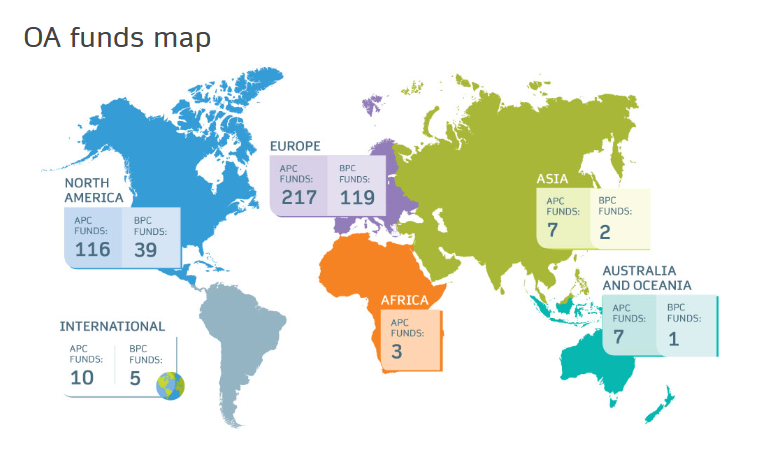 OA funds map
EUROPE
APC
FUNDS:
217
BPC
FUNDS:
119
NORTH
AMERICA
APC
FUNDS:
116
BPC
FUNDS:
39
ASIA
APC
FUNDS:
7
BPC
FUNDS:
2
AUSTRALIA
AND OCEANIA
APC
FUNDS:
7
BPC
FUNDS:
1
AFRICA
APC
FUNDS:
3
INTERNATIONAL
APC
FUNDS:
10
BPC
FUNDS:
5